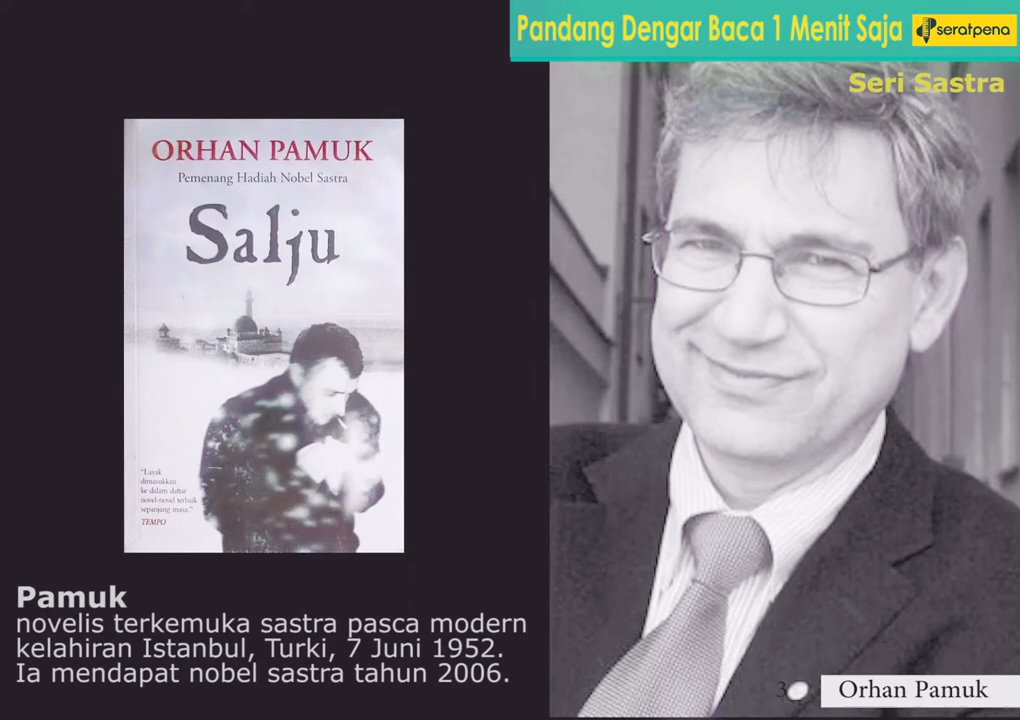 Pandang Dengar Baca 1 Menit Saja
seratpena
Seri Sastra
ORHAN PAMUK
Pemenang Hadiah Nobel Sastra
Salju
"Layak
dimasukkan
ke dalam daftar
novel-novel terbaik
sepanjang masa."
TEMPO
Pamuk
novelis terkemuka sastra pasca modern
kelahiran Istanbul, Turki, 7 Juni 1952.
Ia mendapat nobel sastra tahun 2006.
3
Orhan Pamuk